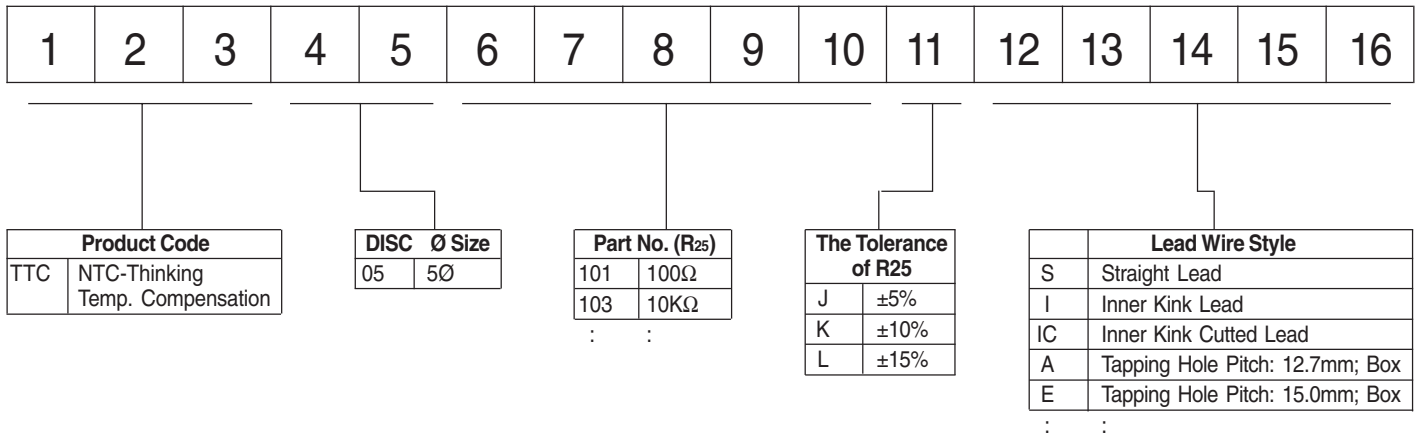 1 2 3 4 5 6 7 8 9 10 11 12 13 14 15 16
Product Code
TTC NTC-Thinking
Temp. Compensation
DISC Ø Size
05 5Ø
Part No. (R25)
101 100Ω
103 10KΩ
: :
The Tolerance
of R25
J ±5%
K ±10%
L ±15%
Lead Wire Style
S Straight Lead
I Inner Kink Lead
IC Inner Kink Cutted Lead
A Tapping Hole Pitch: 12.7mm; Box
E Tapping Hole Pitch: 15.0mm; Box
: :